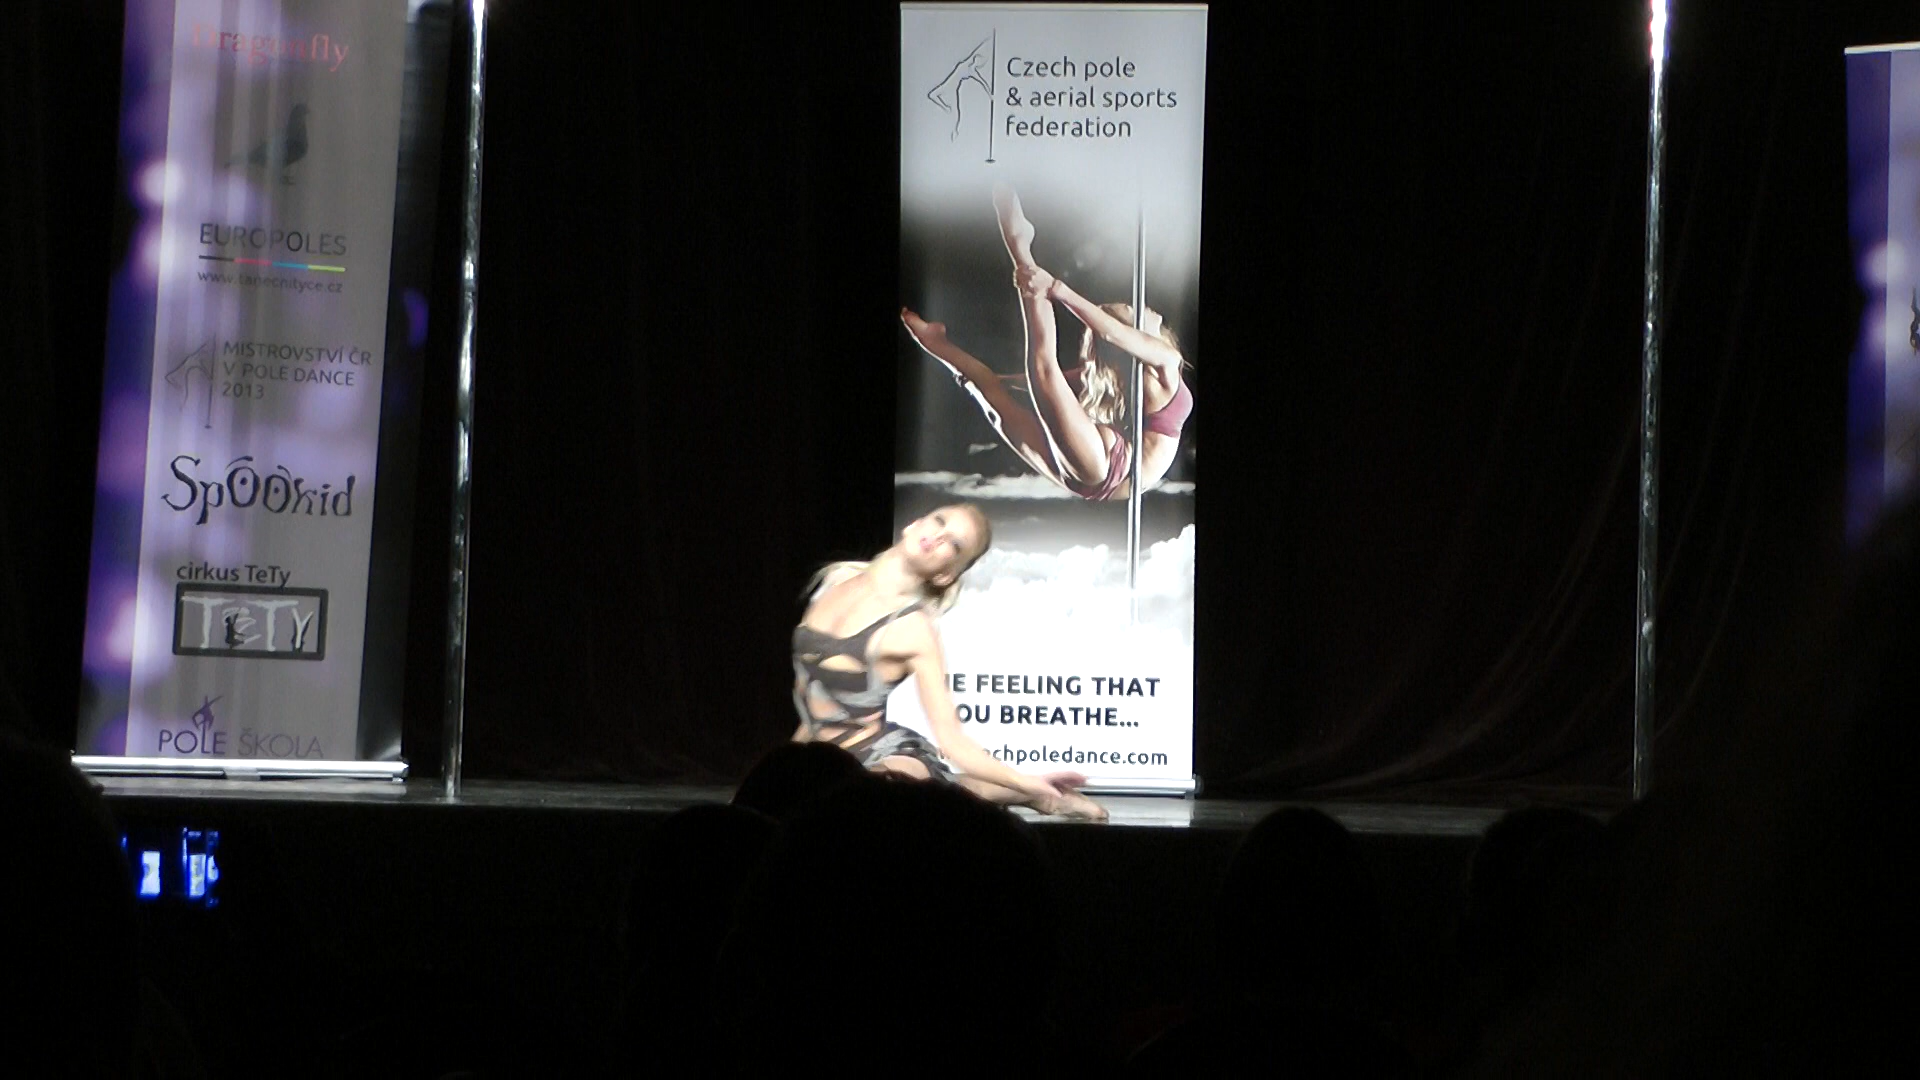 Dragonfly
EUROPOLES
www.tanecnityce.cz
MISTROVSTVÍ ČR
V POLE DANCE
2013
SpOOkid
cirkus TeTy
TeTy
POLE ŠKOLA
Czech pole
& aerial sports
federation
FEELING THAT
BREATHE...
chpoledance.com